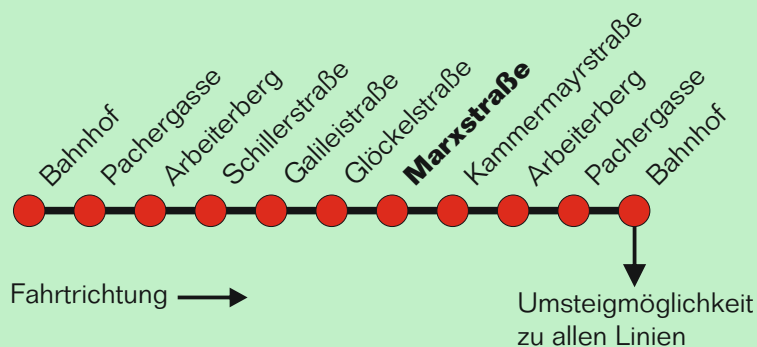 Bahnhof
Pachergasse
Arbeiterberg
Schillerstraße
Galileistraße
Glöckelstraße
Marxstraße
Kammermayrstraße
Arbeiterberg
Pachergasse
Bahnhof
Fahrtrichtung
Umsteigmöglichkeit
zu allen Linien